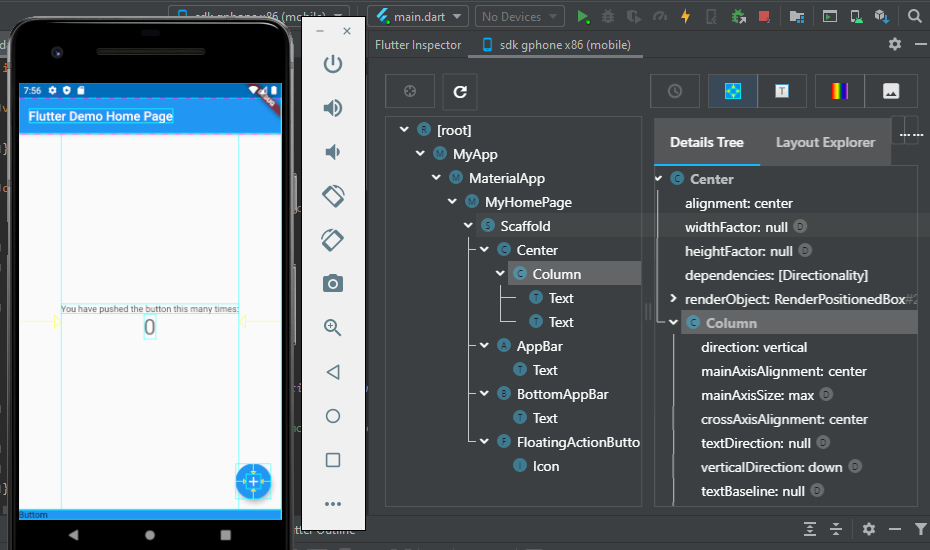 sdk gphone x86 (mobile)
main.dart
No Devices
Flutter Inspector
sdk gphone x86 (mobile)
7:56
Flutter Demo Home Page
You have pushed the button this many times:
0
Buttom
[root]
MyApp
MaterialApp
MyHomePage
Scaffold
Center
Column
Text
Text
AppBar
Text
BottomAppBar
Text
FloatingActionButto
Icon
Details Tree
Layout Explorer
Center
alignment: center
widthFactor: null D
heightFactor: null D
dependencies: [Directionality]
renderObject: RenderPositionedBox#2
Column
direction: vertical
mainAxisAlignment: center
mainAxisSize: max D
crossAxisAlignment: center
textDirection: null D
verticalDirection: down D
textBaseline: null D